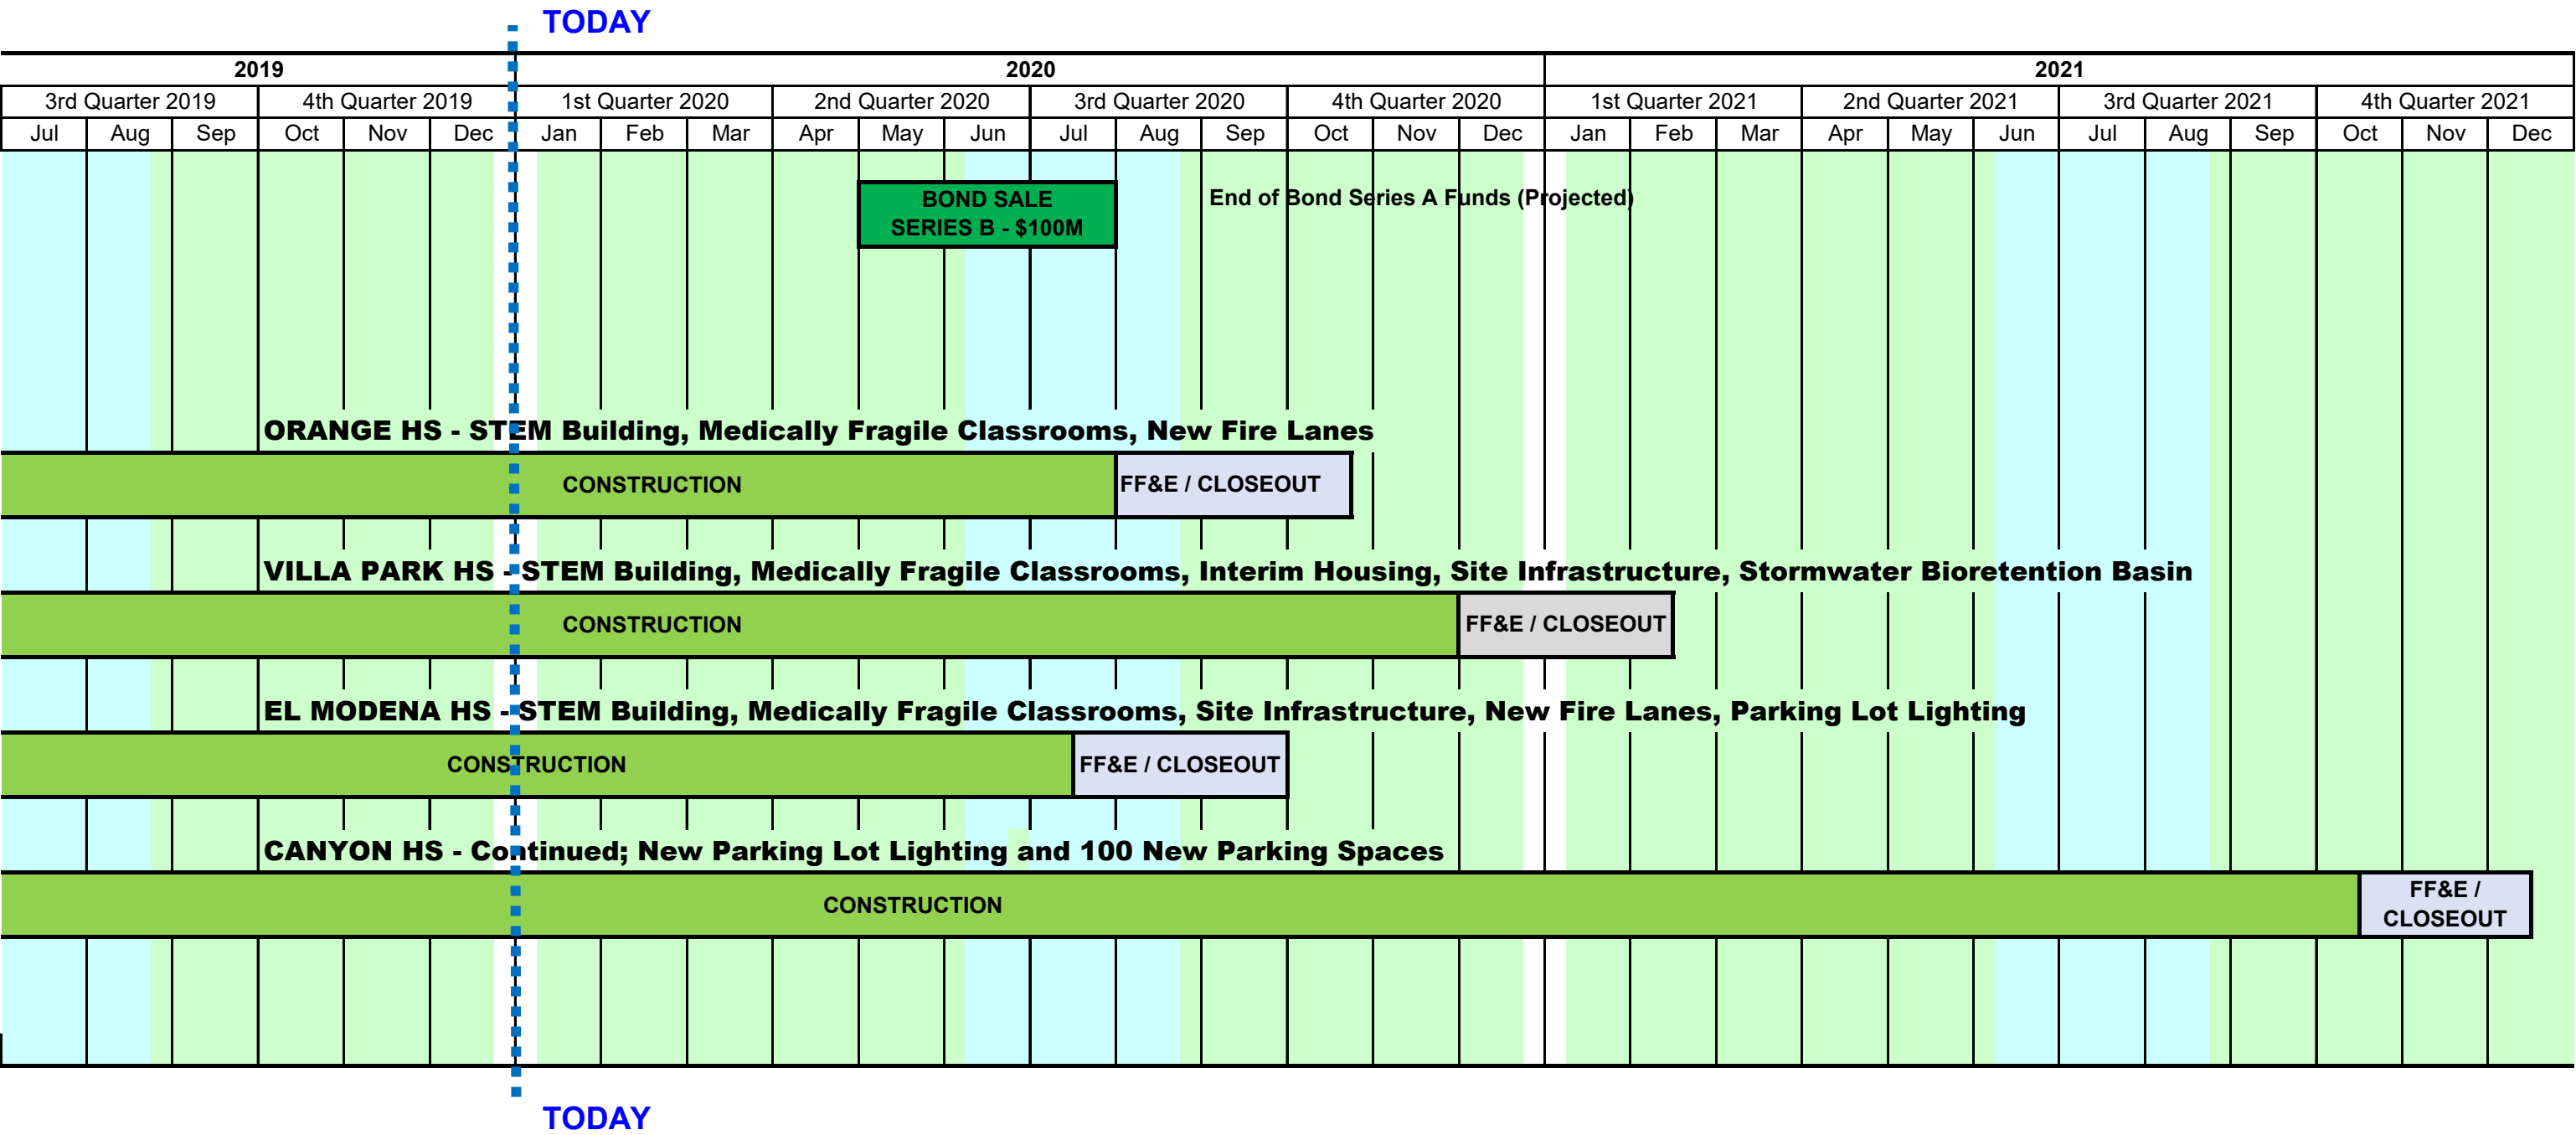 TODAY
2019 2020 2021
3rd Quarter 2019 4th Quarter 2019 1st Quarter 2020 2nd Quarter 2020 3rd Quarter 2020 4th Quarter 2020 1st Quarter 2021 2nd Quarter 2021 3rd Quarter 2021 4th Quarter 2021
Jul Aug Sep Oct Nov Dec Jan Feb Mar Apr May Jun Jul Aug Sep Oct Nov Dec Jan Feb Mar Apr May Jun Jul Aug Sep Oct Nov Dec
BOND SALE
SERIES B - $100M
End of Bond Series A Funds (Projected)
ORANGE HS - STEM Building, Medically Fragile Classrooms, New Fire Lanes
CONSTRUCTION FF&E / CLOSEOUT
VILLA PARK HS - STEM Building, Medically Fragile Classrooms, Interim Housing, Site Infrastructure, Stormwater Bioretention Basin
CONSTRUCTION FF&E / CLOSEOUT
EL MODENA HS - STEM Building, Medically Fragile Classrooms, Site Infrastructure, New Fire Lanes, Parking Lot Lighting
CONSTRUCTION FF&E / CLOSEOUT
CANYON HS - Continued; New Parking Lot Lighting and 100 New Parking Spaces
CONSTRUCTION
FF&E /
CLOSEOUT
TODAY